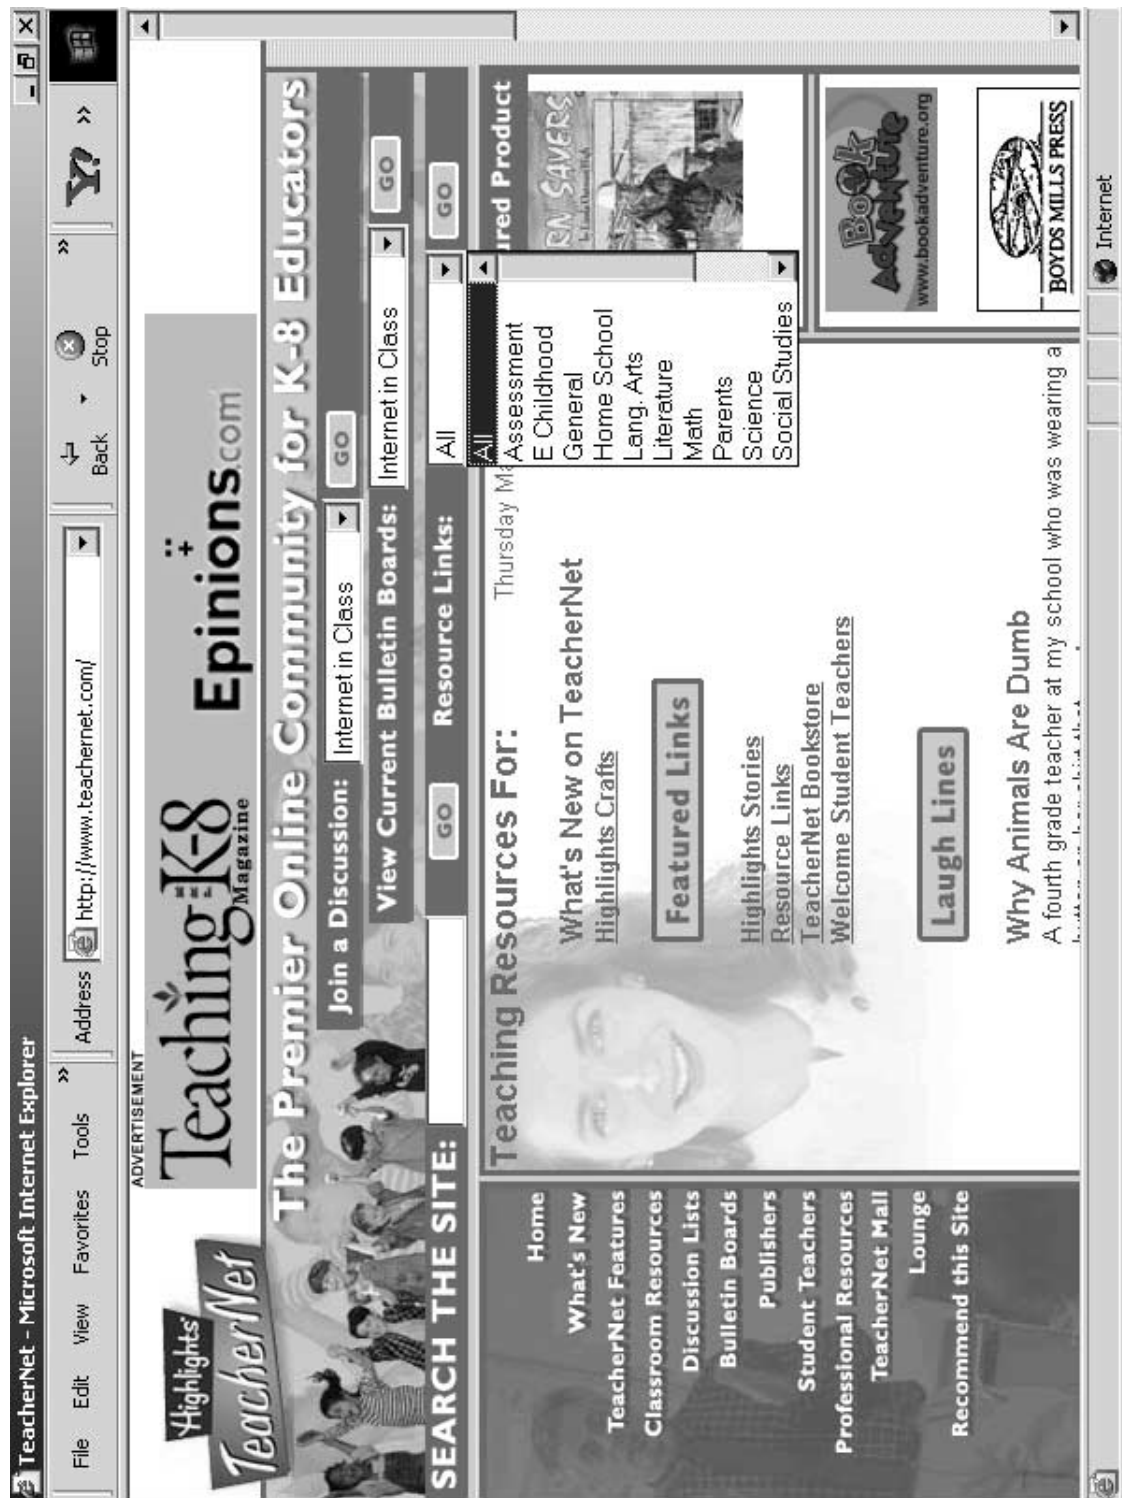 TeacherNet - Microsoft Internet Explorer
File Edit View Favorites Tools » Address http://www.teachernet.com/ Back Stop » Y! »
ADVERTISEMENT
Highlights
TeacherNet
Teaching K-8
Magazine
Epinions.com
The Premier Online Community for K-8 Educators
Join a Discussion: Internet in Class GO
View Current Bulletin Boards: Internet in Class GO
SEARCH THE SITE: GO Resource Links: All GO
All
Assessment
E Childhood
General
Home School
Lang. Arts
Literature
Math
Parents
Science
Social Studies
Home
What's New
TeacherNet Features
Classroom Resources
Discussion Lists
Bulletin Boards
Publishers
Student Teachers
Professional Resources
TeacherNet Mall
Lounge
Recommend this Site
Teaching Resources For:
Thursday Ma
What's New on TeacherNet
Highlights Crafts
Featured Links
Highlights Stories
Resource Links
TeacherNet Bookstore
Welcome Student Teachers
Laugh Lines
Why Animals Are Dumb
A fourth grade teacher at my school who was wearing a
ured Product
RN SAVERS
Book
Adventure
www.bookadventure.org
BOYDS MILLS PRESS
Internet